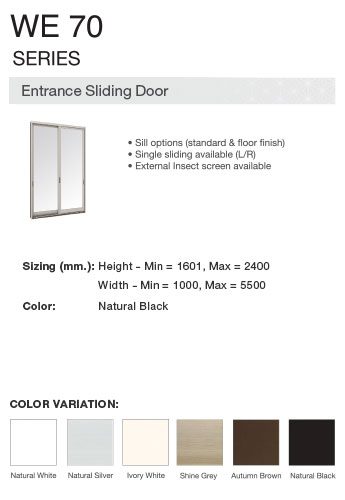 WE 70
SERIES
Entrance Sliding Door
• Sill options (standard & floor finish)
• Single sliding available (L/R)
• External Insect screen available
Sizing (mm.): Height - Min = 1601, Max = 2400
Width - Min = 1000, Max = 5500
Color: Natural Black
COLOR VARIATION:
Natural White Natural Silver Ivory White Shine Grey Autumn Brown Natural Black